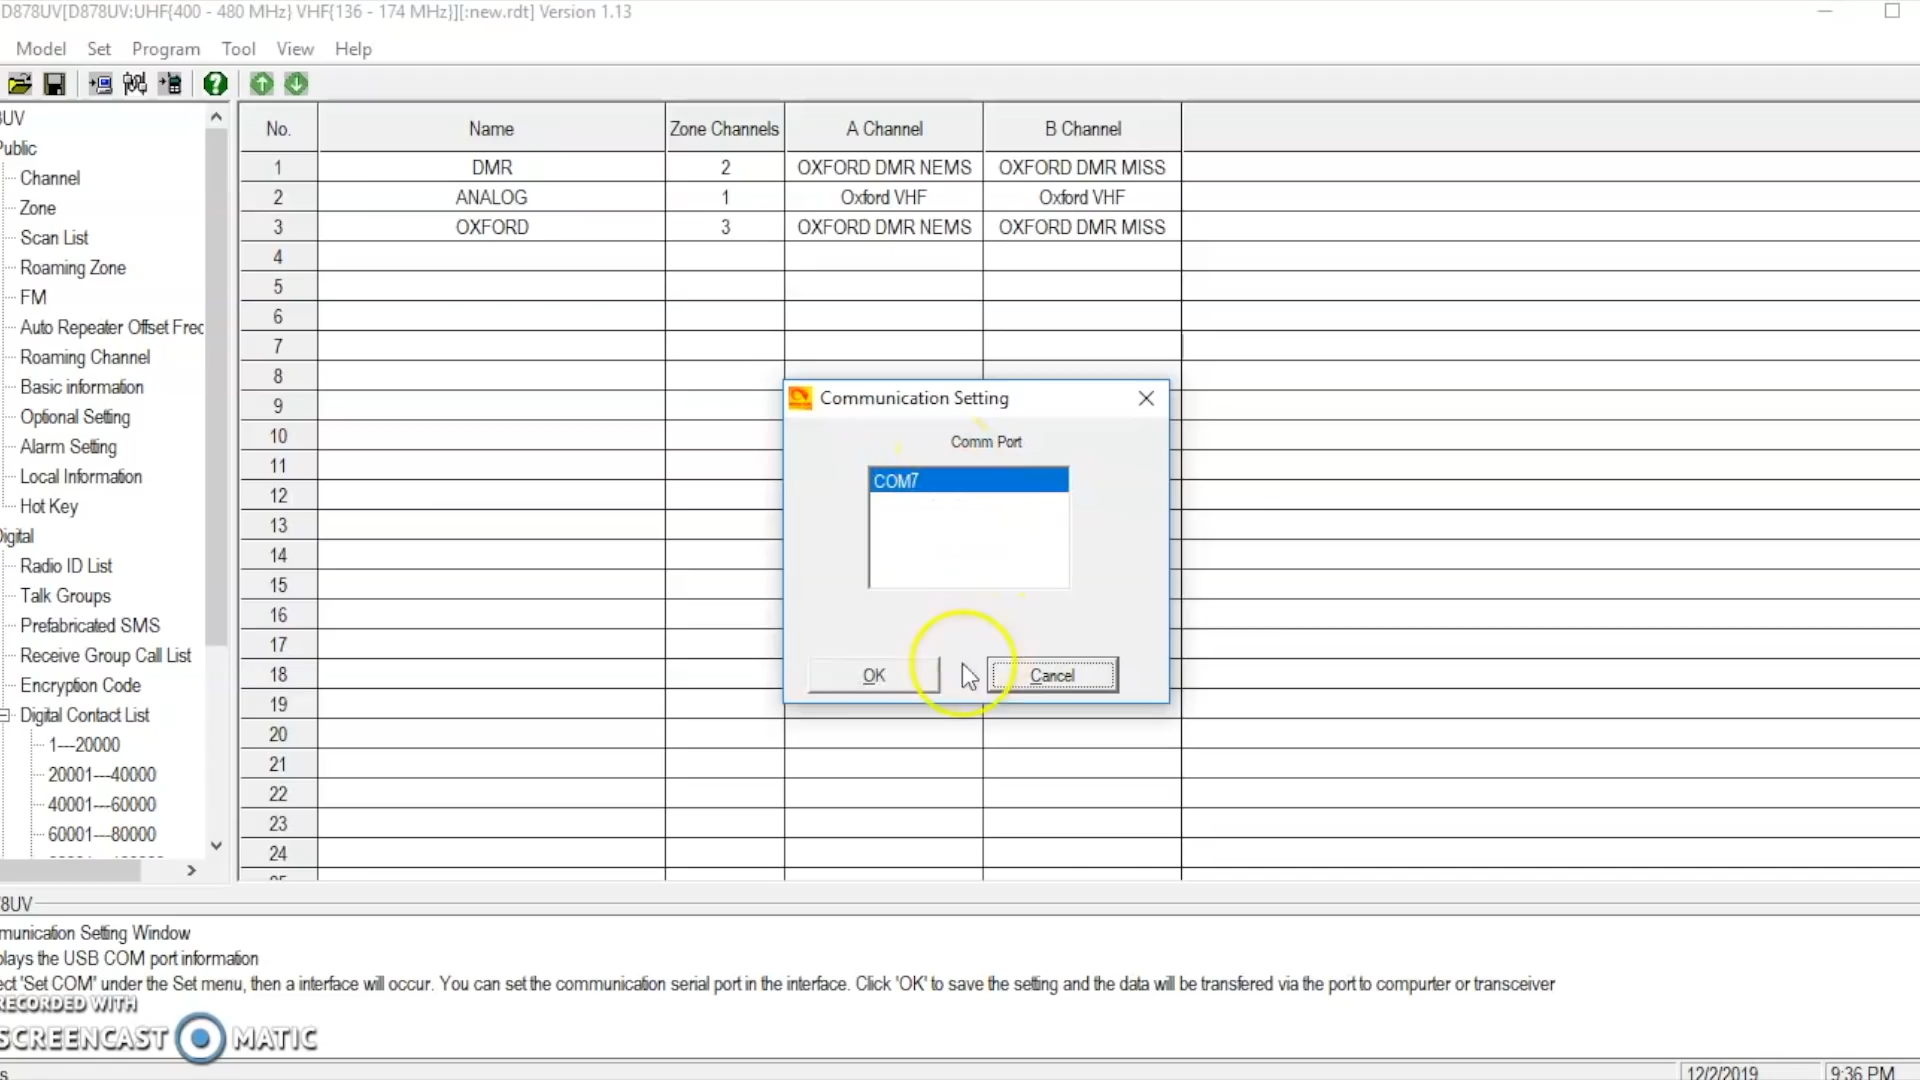 D878UV[D878UV:UHF{400 - 480 MHz} VHF{136 - 174 MHz}][:new.rdt] Version 1.13
Model Set Program Tool View Help
8UV
Public
Channel
Zone
Scan List
Roaming Zone
FM
Auto Repeater Offset Frec
Roaming Channel
Basic information
Optional Setting
Alarm Setting
Local Information
Hot Key
Digital
Radio ID List
Talk Groups
Prefabricated SMS
Receive Group Call List
Encryption Code
Digital Contact List
1---20000
20001---40000
40001---60000
60001---80000
No. Name Zone Channels A Channel B Channel
1 DMR 2 OXFORD DMR NEMS OXFORD DMR MISS
2 ANALOG 1 Oxford VHF Oxford VHF
3 OXFORD 3 OXFORD DMR NEMS OXFORD DMR MISS
4
5
6
7
8
9
10
11
12
13
14
15
16
17
18
19
20
21
22
23
24
25
Communication Setting
Comm Port
COM7
OK Cancel
8UV
munication Setting Window
plays the USB COM port information
ect 'Set COM' under the Set menu, then a interface will occur. You can set the communication serial port in the interface. Click 'OK' to save the setting and the data will be transfered via the port to compurter or transceiver
RECORDED WITH
SCREENCAST MATIC
s 12/2/2019 9:36 PM